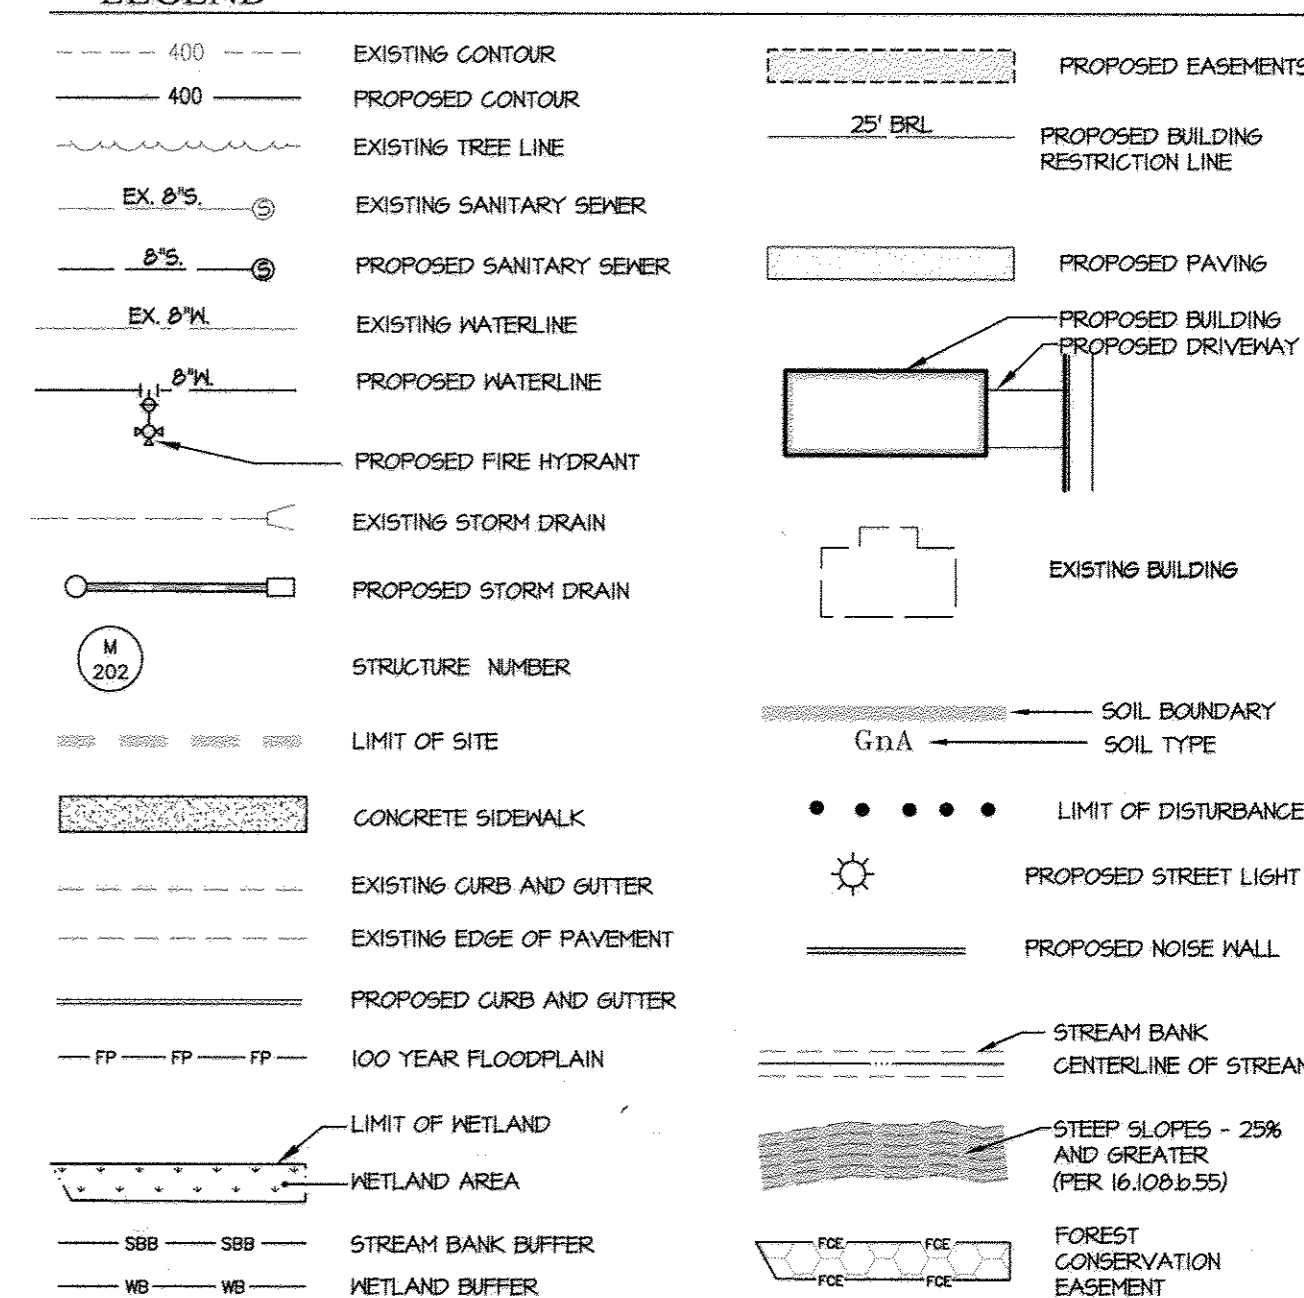 LEGEND
400 EXISTING CONTOUR
400 PROPOSED CONTOUR
EXISTING TREE LINE
EX. 8"S. S EXISTING SANITARY SEWER
8"S. S PROPOSED SANITARY SEWER
EX. 8"W. EXISTING WATERLINE
8"W. PROPOSED WATERLINE
PROPOSED FIRE HYDRANT
EXISTING STORM DRAIN
PROPOSED STORM DRAIN
M
202
STRUCTURE NUMBER
LIMIT OF SITE
CONCRETE SIDEWALK
EXISTING CURB AND GUTTER
EXISTING EDGE OF PAVEMENT
PROPOSED CURB AND GUTTER
FP FP FP 100 YEAR FLOODPLAIN
LIMIT OF WETLAND
WETLAND AREA
SBB SBB STREAM BANK BUFFER
WB WB WETLAND BUFFER
PROPOSED EASEMENTS
25' BRL
PROPOSED BUILDING
RESTRICTION LINE
PROPOSED PAVING
PROPOSED BUILDING
PROPOSED DRIVEWAY
EXISTING BUILDING
SOIL BOUNDARY
GnA SOIL TYPE
LIMIT OF DISTURBANCE
PROPOSED STREET LIGHT
PROPOSED NOISE WALL
STREAM BANK
CENTERLINE OF STREAM
STEEP SLOPES - 25%
AND GREATER
(PER 16.108.b.55)
FCE FCE
FCE FCE
FOREST
CONSERVATION
EASEMENT